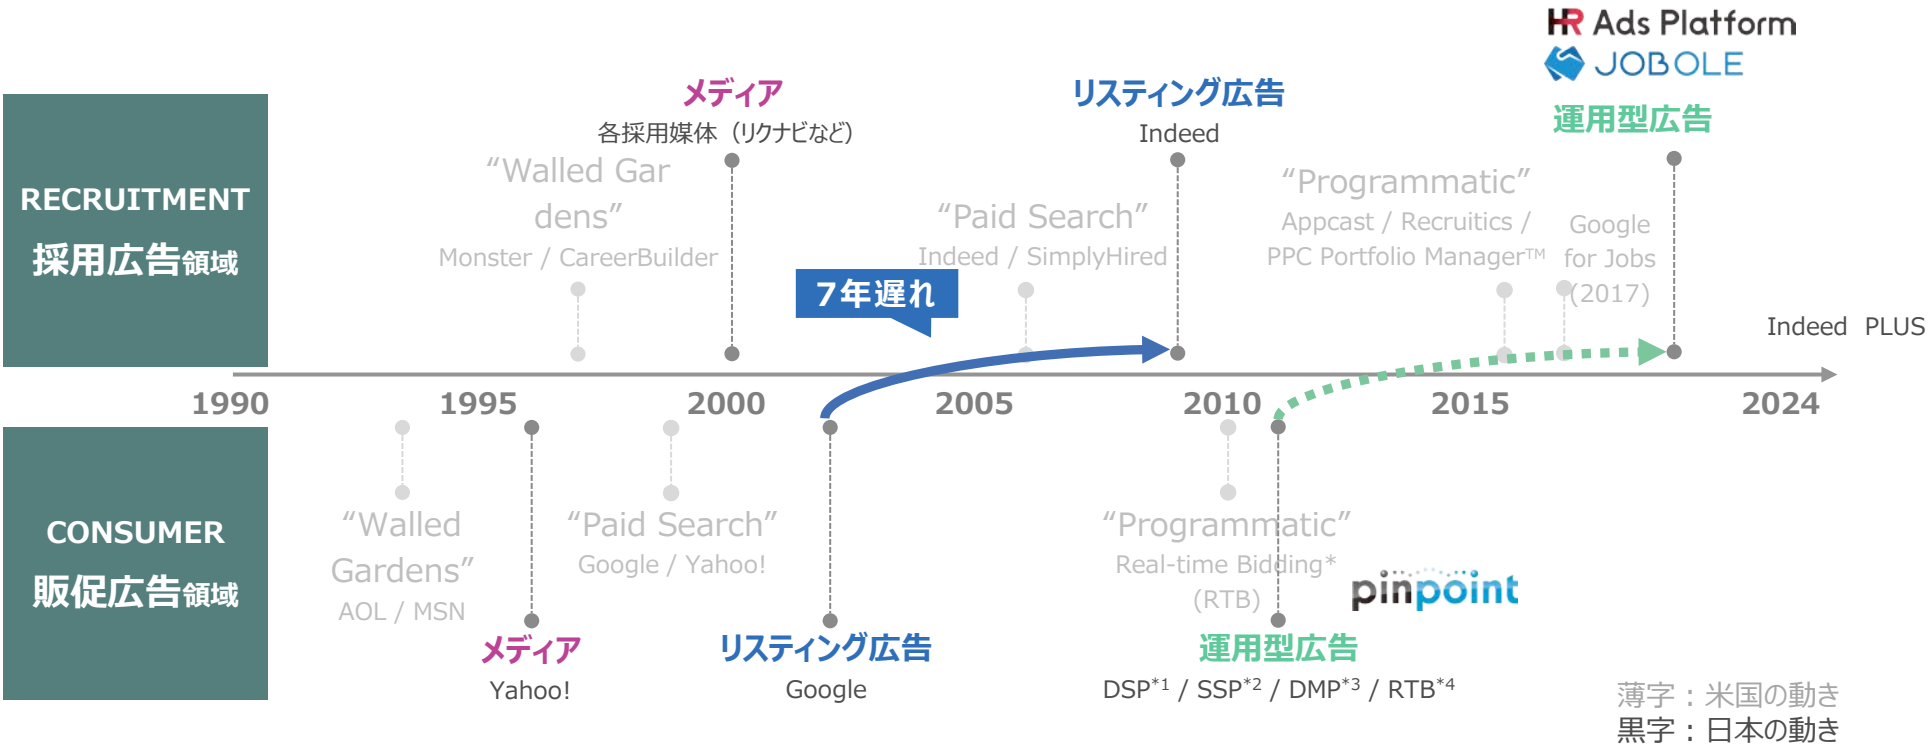 HR Ads Platform
JOBOLE
メディア
各採用媒体（リクナビなど）
リスティング広告
Indeed
運用型広告
RECRUITMENT
採用広告領域
“Walled Gar
dens”
Monster / CareerBuilder
“Paid Search”
Indeed / SimplyHired
“Programmatic”
Appcast / Recruitics /
PPC Portfolio Manager™
Google
for Jobs
(2017)
7年遅れ
Indeed PLUS
1990
1995
2000
2005
2010
2015
2024
CONSUMER
販促広告領域
“Walled
Gardens”
AOL / MSN
“Paid Search”
Google / Yahoo!
“Programmatic”
Real-time Bidding*
(RTB)
pinpoint
メディア
Yahoo!
リスティング広告
Google
運用型広告
DSP*1 / SSP*2 / DMP*3 / RTB*4
薄字：米国の動き
黒字：日本の動き